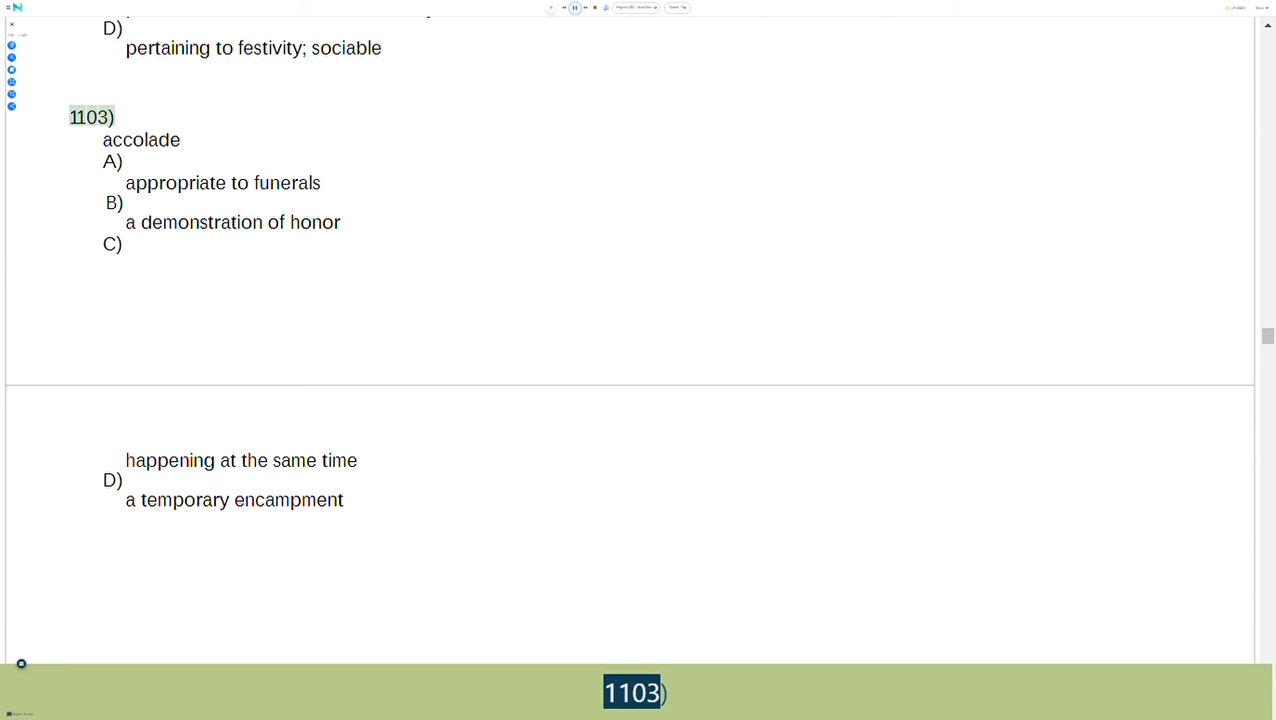 D)
pertaining to festivity; sociable
1103)
accolade
A)
appropriate to funerals
B)
a demonstration of honor
C)
happening at the same time
D)
a temporary encampment
1103)